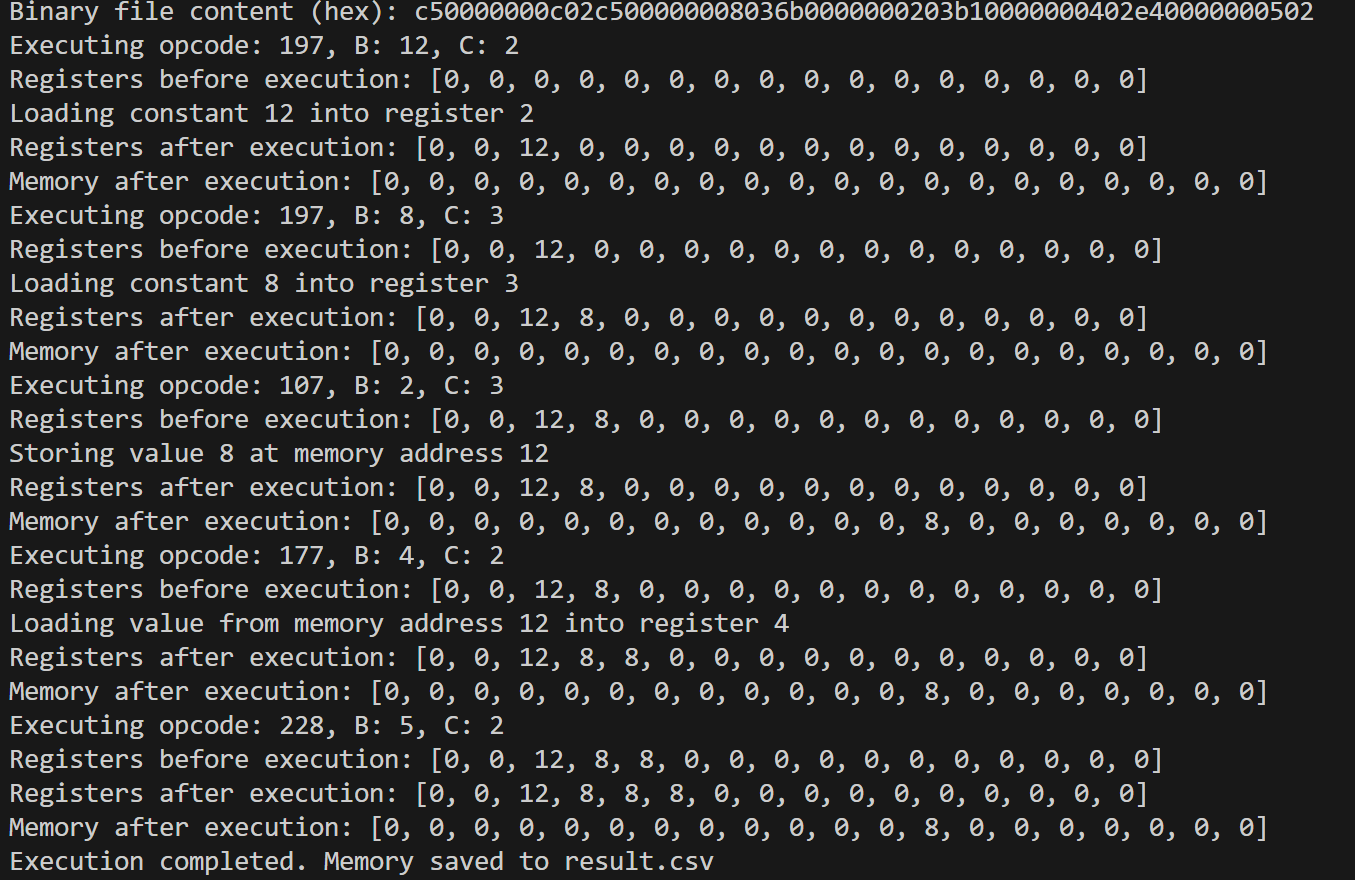 Binary file content (hex): c50000000c02c500000008036b0000000203b10000000402e40000000502
Executing opcode: 197, B: 12, C: 2
Registers before execution: [0, 0, 0, 0, 0, 0, 0, 0, 0, 0, 0, 0, 0, 0, 0, 0]
Loading constant 12 into register 2
Registers after execution: [0, 0, 12, 0, 0, 0, 0, 0, 0, 0, 0, 0, 0, 0, 0, 0]
Memory after execution: [0, 0, 0, 0, 0, 0, 0, 0, 0, 0, 0, 0, 0, 0, 0, 0, 0, 0, 0, 0]
Executing opcode: 197, B: 8, C: 3
Registers before execution: [0, 0, 12, 0, 0, 0, 0, 0, 0, 0, 0, 0, 0, 0, 0, 0]
Loading constant 8 into register 3
Registers after execution: [0, 0, 12, 8, 0, 0, 0, 0, 0, 0, 0, 0, 0, 0, 0, 0]
Memory after execution: [0, 0, 0, 0, 0, 0, 0, 0, 0, 0, 0, 0, 0, 0, 0, 0, 0, 0, 0, 0]
Executing opcode: 107, B: 2, C: 3
Registers before execution: [0, 0, 12, 8, 0, 0, 0, 0, 0, 0, 0, 0, 0, 0, 0, 0]
Storing value 8 at memory address 12
Registers after execution: [0, 0, 12, 8, 0, 0, 0, 0, 0, 0, 0, 0, 0, 0, 0, 0]
Memory after execution: [0, 0, 0, 0, 0, 0, 0, 0, 0, 0, 0, 0, 8, 0, 0, 0, 0, 0, 0, 0]
Executing opcode: 177, B: 4, C: 2
Registers before execution: [0, 0, 12, 8, 0, 0, 0, 0, 0, 0, 0, 0, 0, 0, 0, 0]
Loading value from memory address 12 into register 4
Registers after execution: [0, 0, 12, 8, 8, 0, 0, 0, 0, 0, 0, 0, 0, 0, 0, 0]
Memory after execution: [0, 0, 0, 0, 0, 0, 0, 0, 0, 0, 0, 0, 8, 0, 0, 0, 0, 0, 0, 0]
Executing opcode: 228, B: 5, C: 2
Registers before execution: [0, 0, 12, 8, 8, 0, 0, 0, 0, 0, 0, 0, 0, 0, 0, 0]
Registers after execution: [0, 0, 12, 8, 8, 8, 0, 0, 0, 0, 0, 0, 0, 0, 0, 0]
Memory after execution: [0, 0, 0, 0, 0, 0, 0, 0, 0, 0, 0, 0, 8, 0, 0, 0, 0, 0, 0, 0]
Execution completed. Memory saved to result.csv